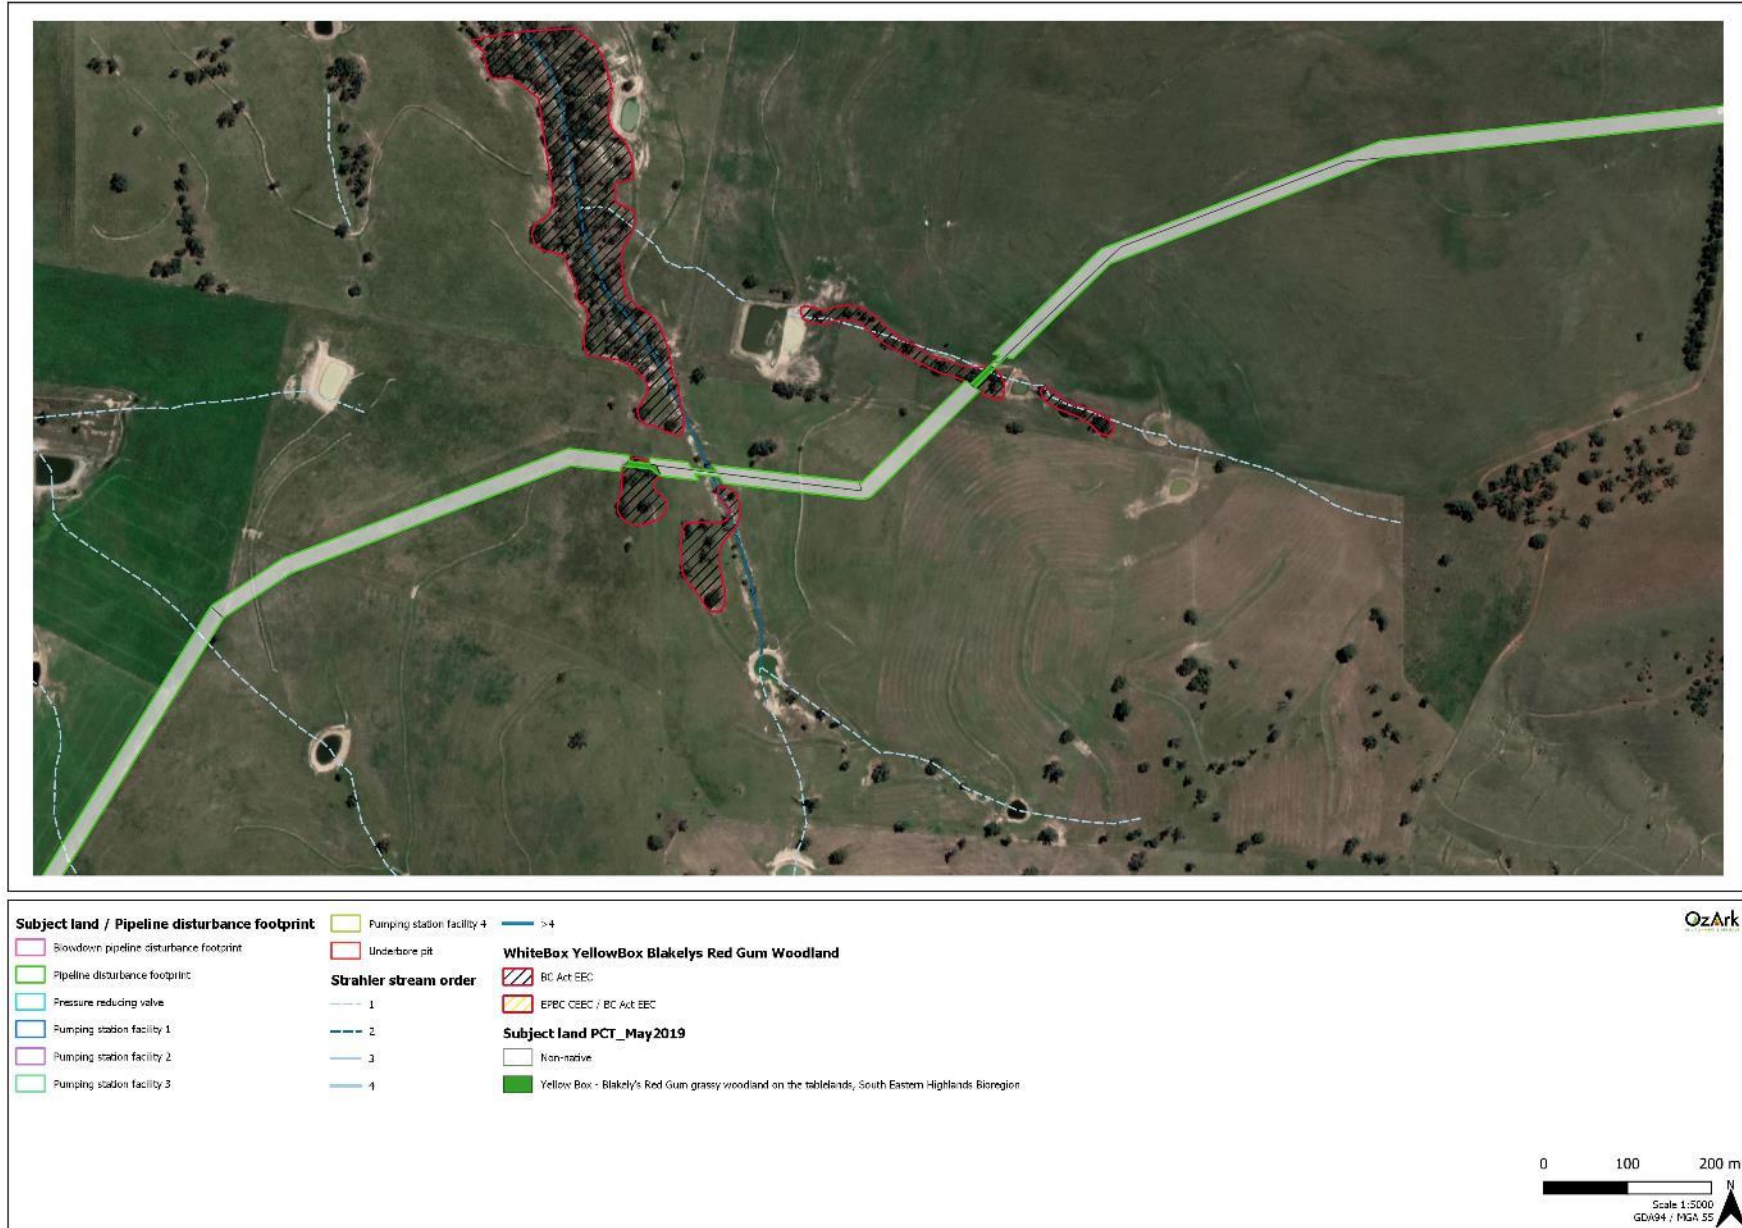 Subject land / Pipeline disturbance footprint
Blowdown pipeline disturbance footprint
Pipeline disturbance footprint
Pressure reducing valve
Pumping station facility 1
Pumping station facility 2
Pumping station facility 3
Pumping station facility 4
Underbore pit
Strahler stream order
1
2
3
4
>4
WhiteBox YellowBox Blakelys Red Gum Woodland
BC Act EEC
EPBC CEEC / BC Act EEC
Subject land PCT_May2019
Non-native
Yellow Box - Blakely's Red Gum grassy woodland on the tablelands, South Eastern Highlands Bioregion
OzArk
0 100 200 m
N
Scale 1:5000
GDA94 / MGA 55